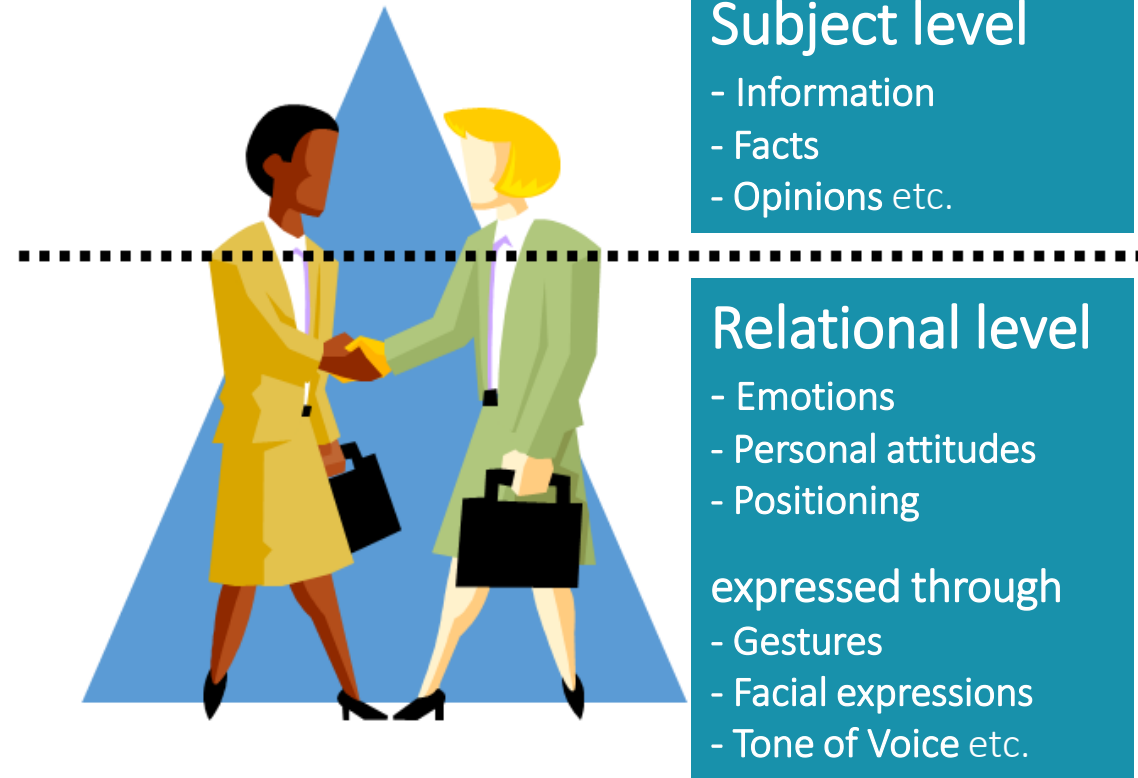 Subject level
- Information
- Facts
- Opinions etc.
Relational level
- Emotions
- Personal attitudes
- Positioning
expressed through
- Gestures
- Facial expressions
- Tone of Voice etc.